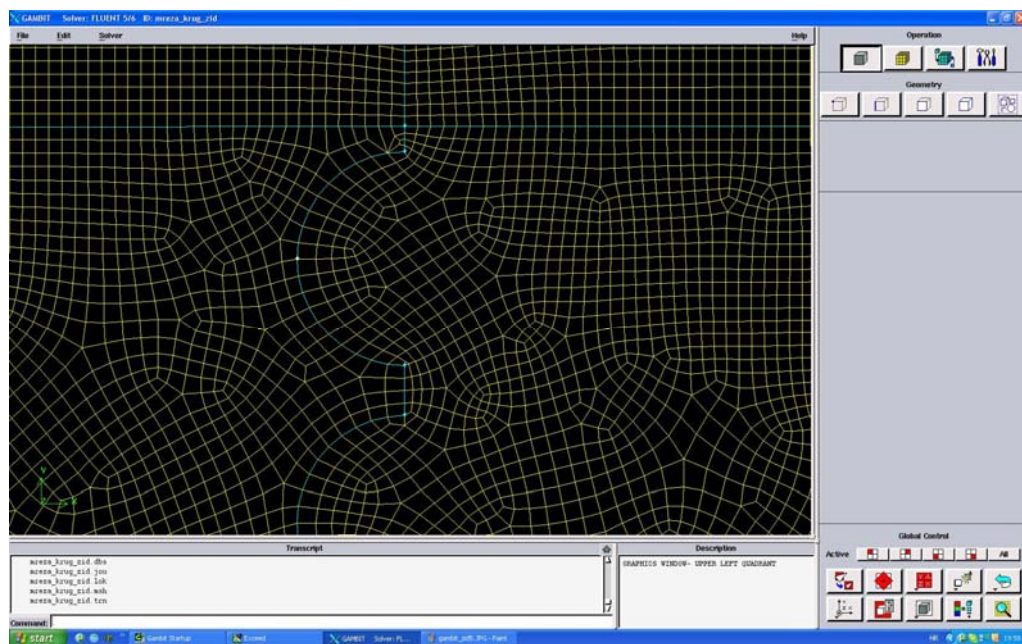 GAMBIT Solver: FLUENT 5/6 ID: mreza_krug_zid
File Edit Solver Help
Operation
Geometry
Y
Z X
Transcript
mreza_krug_zid.dbs
mreza_krug_zid.jou
mreza_krug_zid.lok
mreza_krug_zid.msh
mreza_krug_zid.trn
Command:
Description
GRAPHICS WINDOW- UPPER LEFT QUADRANT
Global Control
Active All
start
Gambit Startup
Exceed
GAMBIT Solver: FL...
gambit_pdt5.JPG - Paint
HR